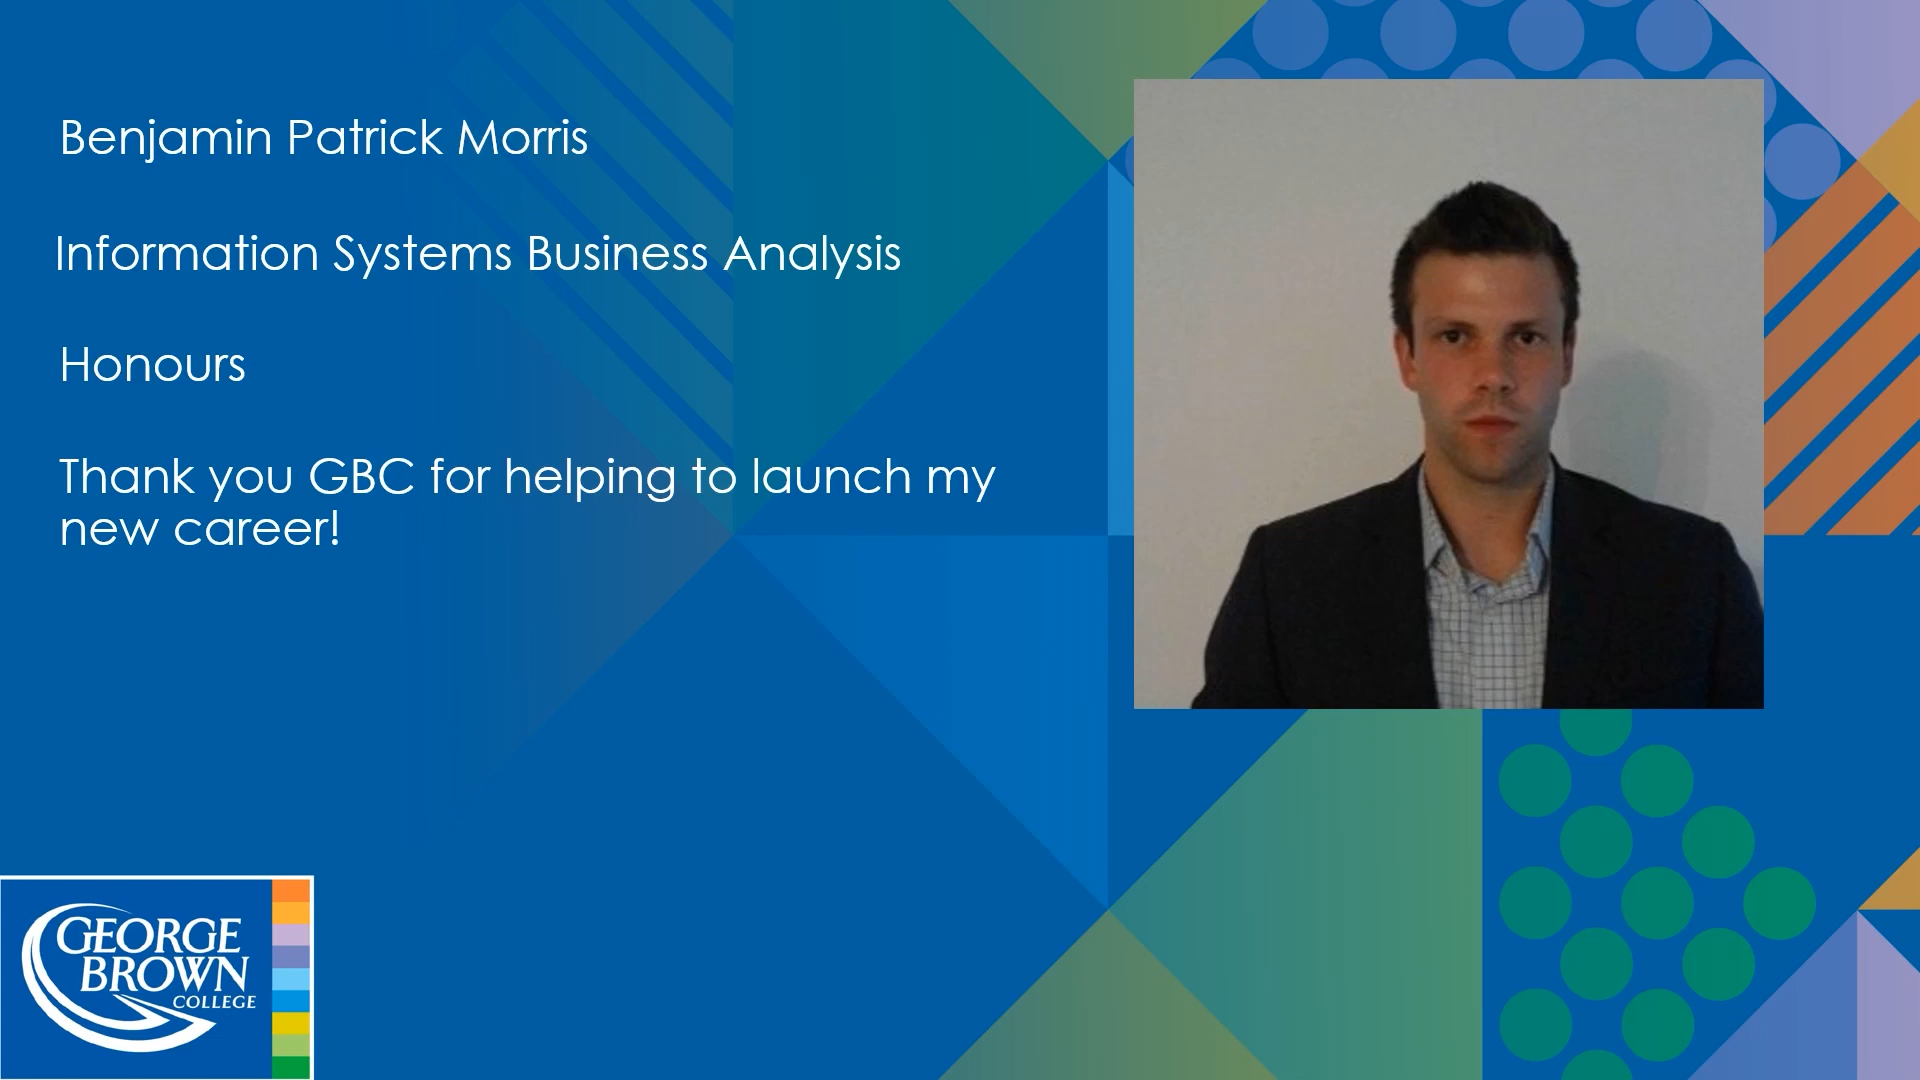 Benjamin Patrick Morris
Information Systems Business Analysis
Honours
Thank you GBC for helping to launch my
new career!
GEORGE
BROWN
COLLEGE